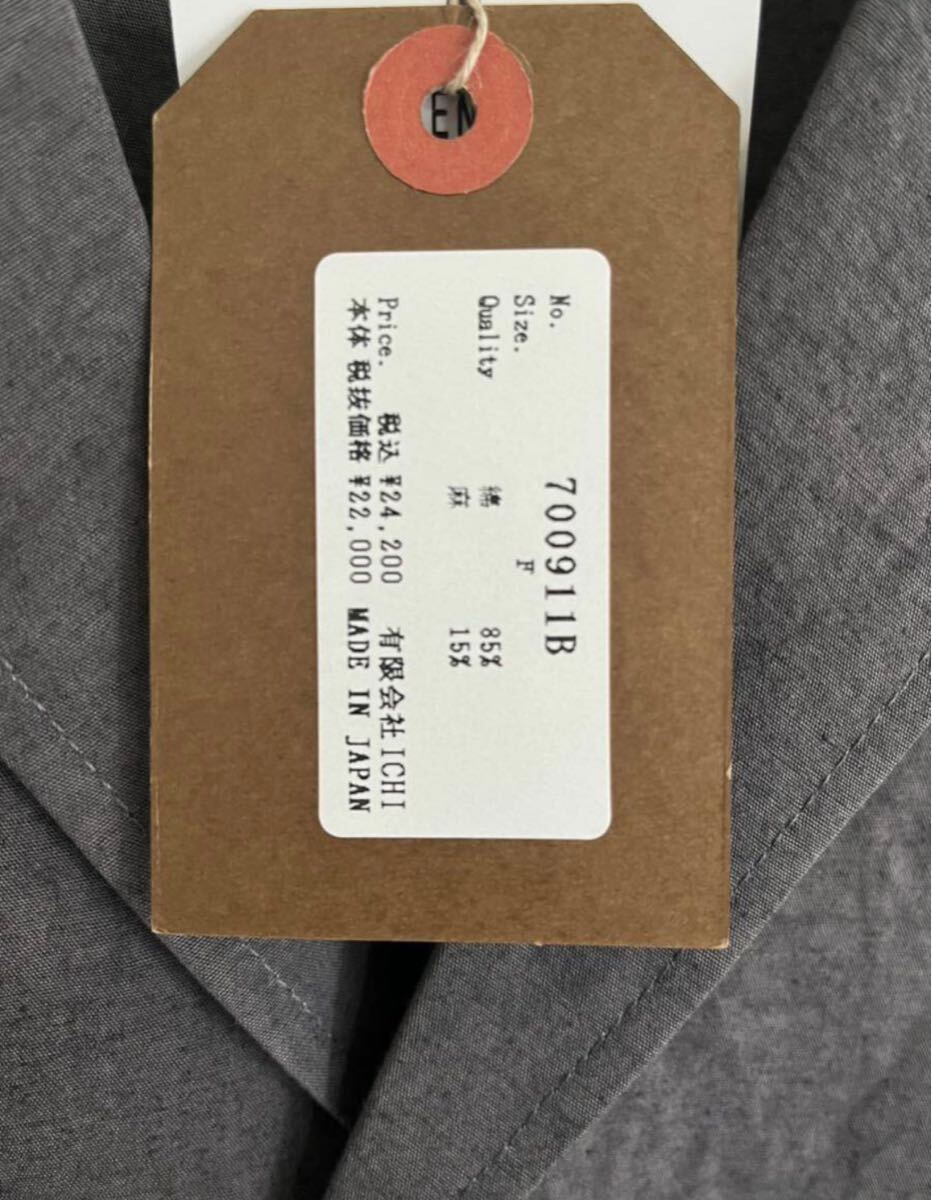 EN
No. 700911B
Size. F
Quality 綿 85%
麻 15%
Price. 税込 ¥24,200 有限会社ICHI
本体 税抜価格 ¥22,000 MADE IN JAPAN